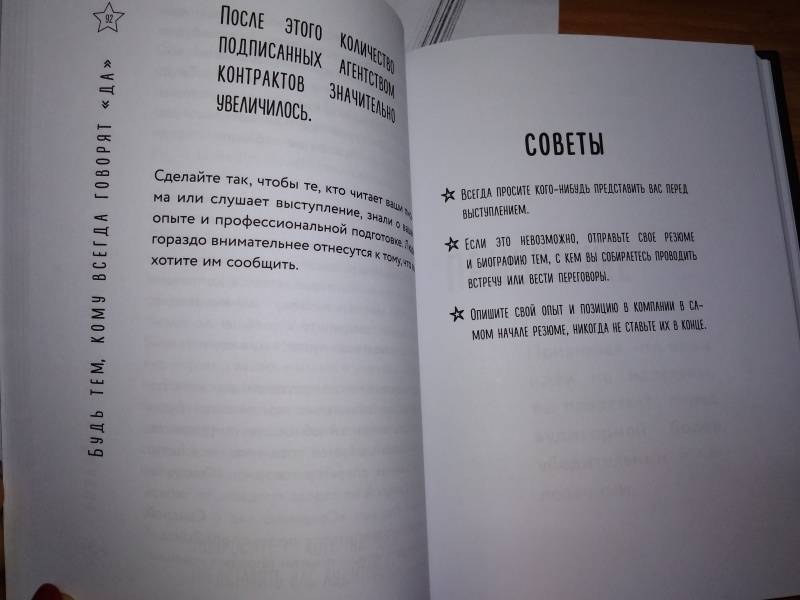 92
Будь тем, кому всегда говорят «Да»
После этого количество
подписанных агентством
контрактов значительно
увеличилось.
Сделайте так, чтобы те, кто читает ваши
ма или слушает выступление, знали о
опыте и профессиональной подготовке.
гораздо внимательнее отнесутся к тому, что
хотите им сообщить.
СОВЕТЫ
Всегда просите кого-нибудь представить вас перед
выступлением.
Если это невозможно, отправьте свое резюме
и биографию тем, с кем вы собираетесь проводить
встречу или вести переговоры.
Опишите свой опыт и позицию в компании в са-
мом начале резюме, никогда не ставьте их в конце.